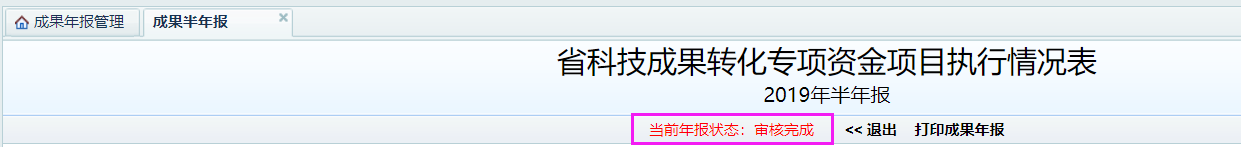 成果年报管理 成果半年报
省科技成果转化专项资金项目执行情况表
2019年半年报
当前年报状态：审核完成 << 退出 打印成果年报